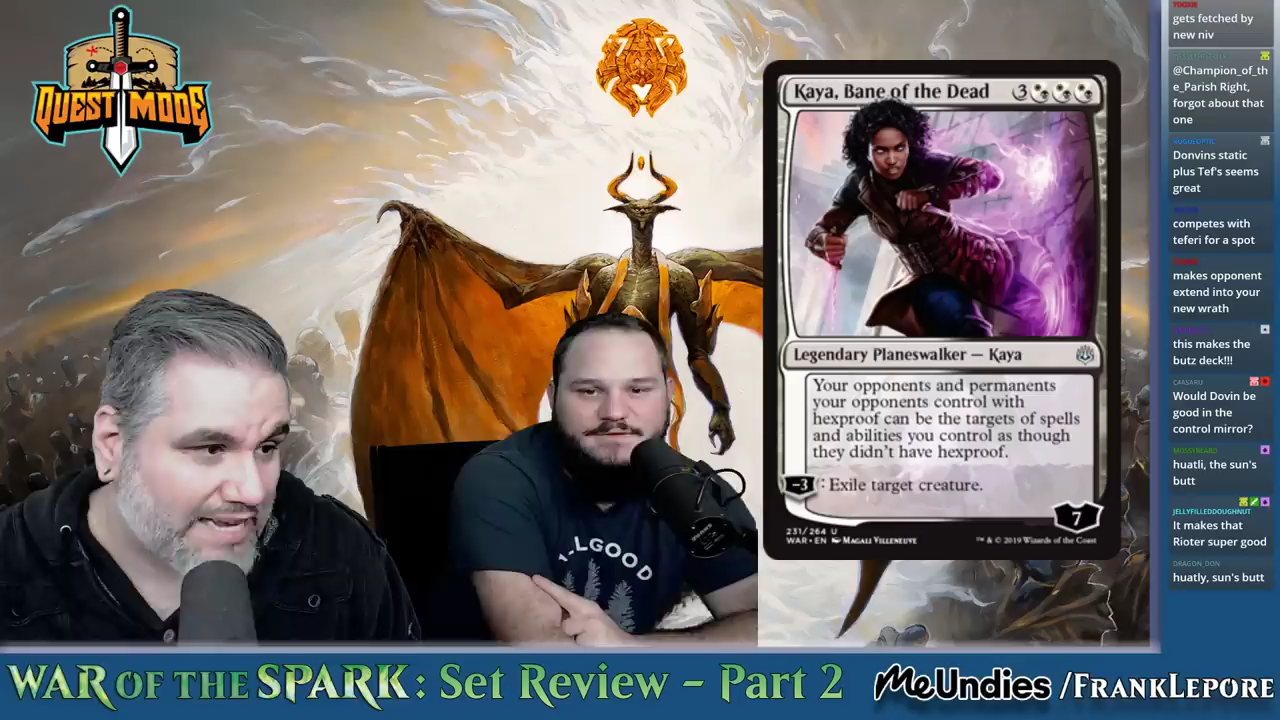 QUEST MODE
Kaya, Bane of the Dead 3
Legendary Planeswalker — Kaya
Your opponents and permanents
your opponents control with
hexproof can be the targets of spells
and abilities you control as though
they didn't have hexproof.
-3 : Exile target creature.
7
231/264 U
WAR • EN MAGALI VILLENEUVE
™ & © 2019 Wizards of the Coast
-LGOOD
gets fetched by
new niv
@Champion_of_th
e_Parish Right,
forgot about that
one
Donvins static
plus Tef's seems
great
competes with
teferi for a spot
makes opponent
extend into your
new wrath
this makes the
butz deck!!!
CAASARU
Would Dovin be
good in the
control mirror?
MOSSYBEARD
huatli, the sun's
butt
JELLYFILLEDDOUGHNUT
It makes that
Rioter super good
DRAGON_DON
huatly, sun's butt
WAR OF THE SPARK: Set Review - Part 2
MeUndies /FRANKLEPORE